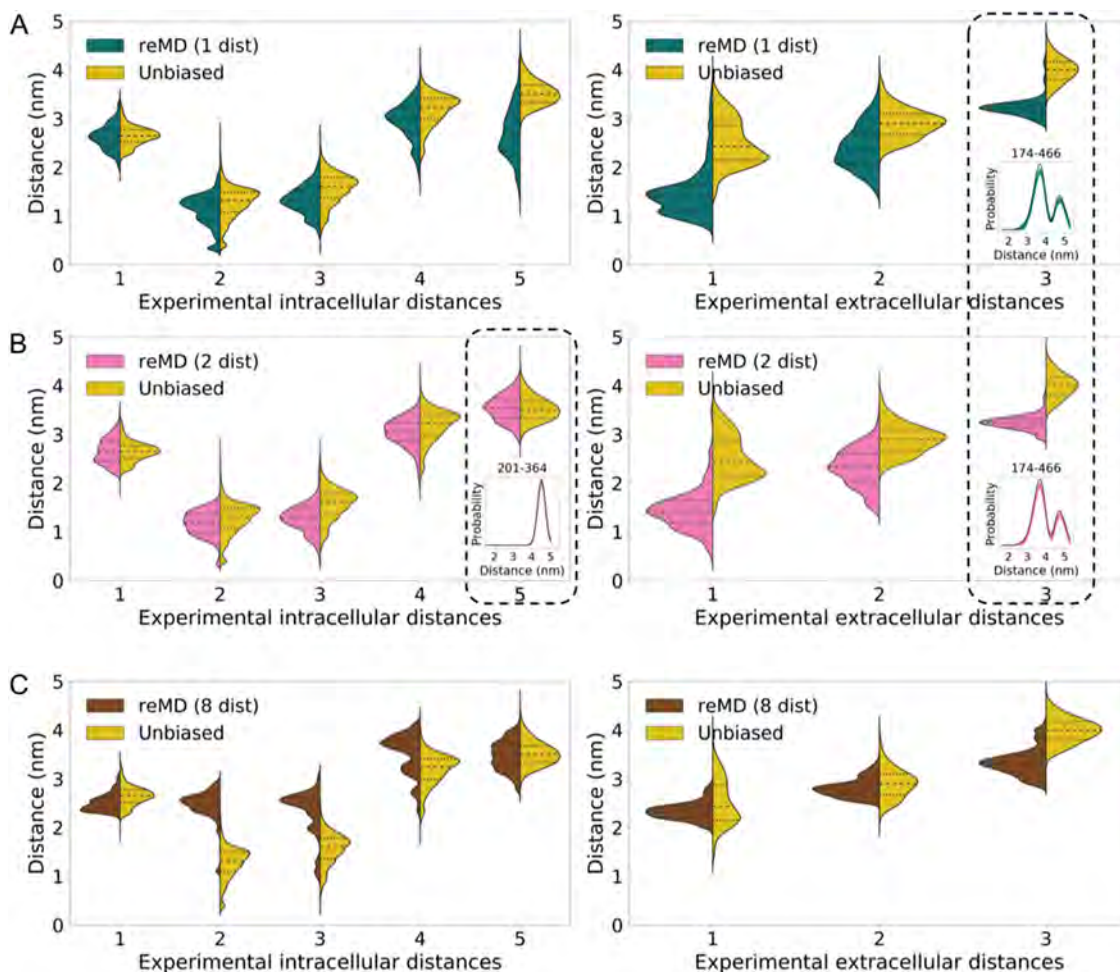 A
5
4
3
2
1
0
Distance (nm)
reMD (1 dist)
Unbiased
1 2 3 4 5
Experimental intracellular distances
5
4
3
2
1
0
Distance (nm)
reMD (1 dist)
Unbiased
174-466
Probability
2 3 4 5
Distance (nm)
1 2 3
Experimental extracellular distances
B
5
4
3
2
1
0
Distance (nm)
reMD (2 dist)
Unbiased
201-364
Probability
2 3 4 5
Distance (nm)
1 2 3 4 5
Experimental intracellular distances
5
4
3
2
1
0
Distance (nm)
reMD (2 dist)
Unbiased
174-466
Probability
2 3 4 5
Distance (nm)
1 2 3
Experimental extracellular distances
C
5
4
3
2
1
0
Distance (nm)
reMD (8 dist)
Unbiased
1 2 3 4 5
Experimental intracellular distances
5
4
3
2
1
0
Distance (nm)
reMD (8 dist)
Unbiased
1 2 3
Experimental extracellular distances